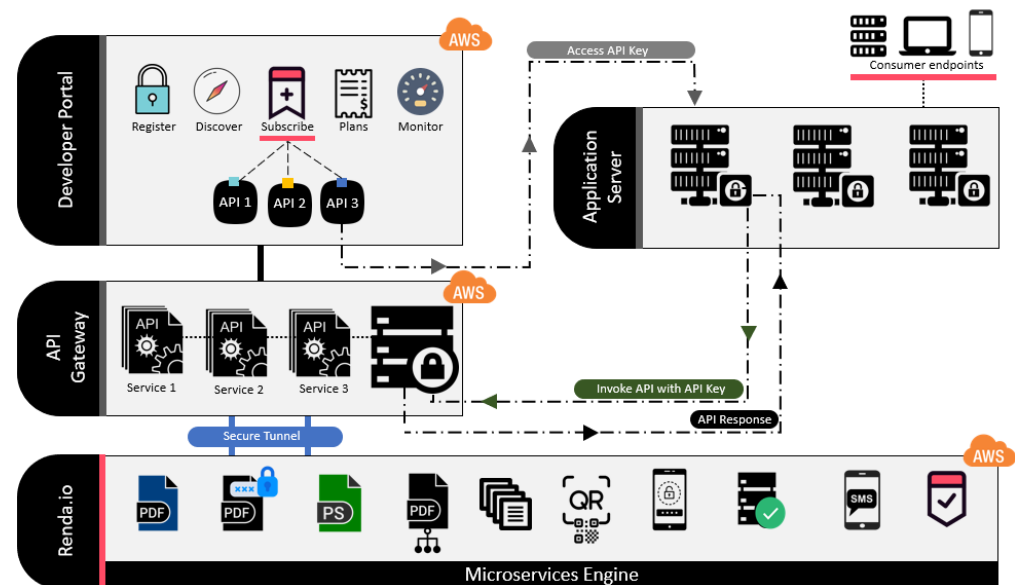 AWS
Developer Portal
Register
Discover
Subscribe
Plans
Monitor
$
API 1
API 2
API 3
Access API Key
Consumer endpoints
Application
Server
AWS
API
Gateway
API
API
API
Service 1
Service 2
Service 3
Invoke API with API Key
API Response
Secure Tunnel
AWS
Renda.io
PDF
xxx
PDF
PS
PDF
QR
SMS
Microservices Engine